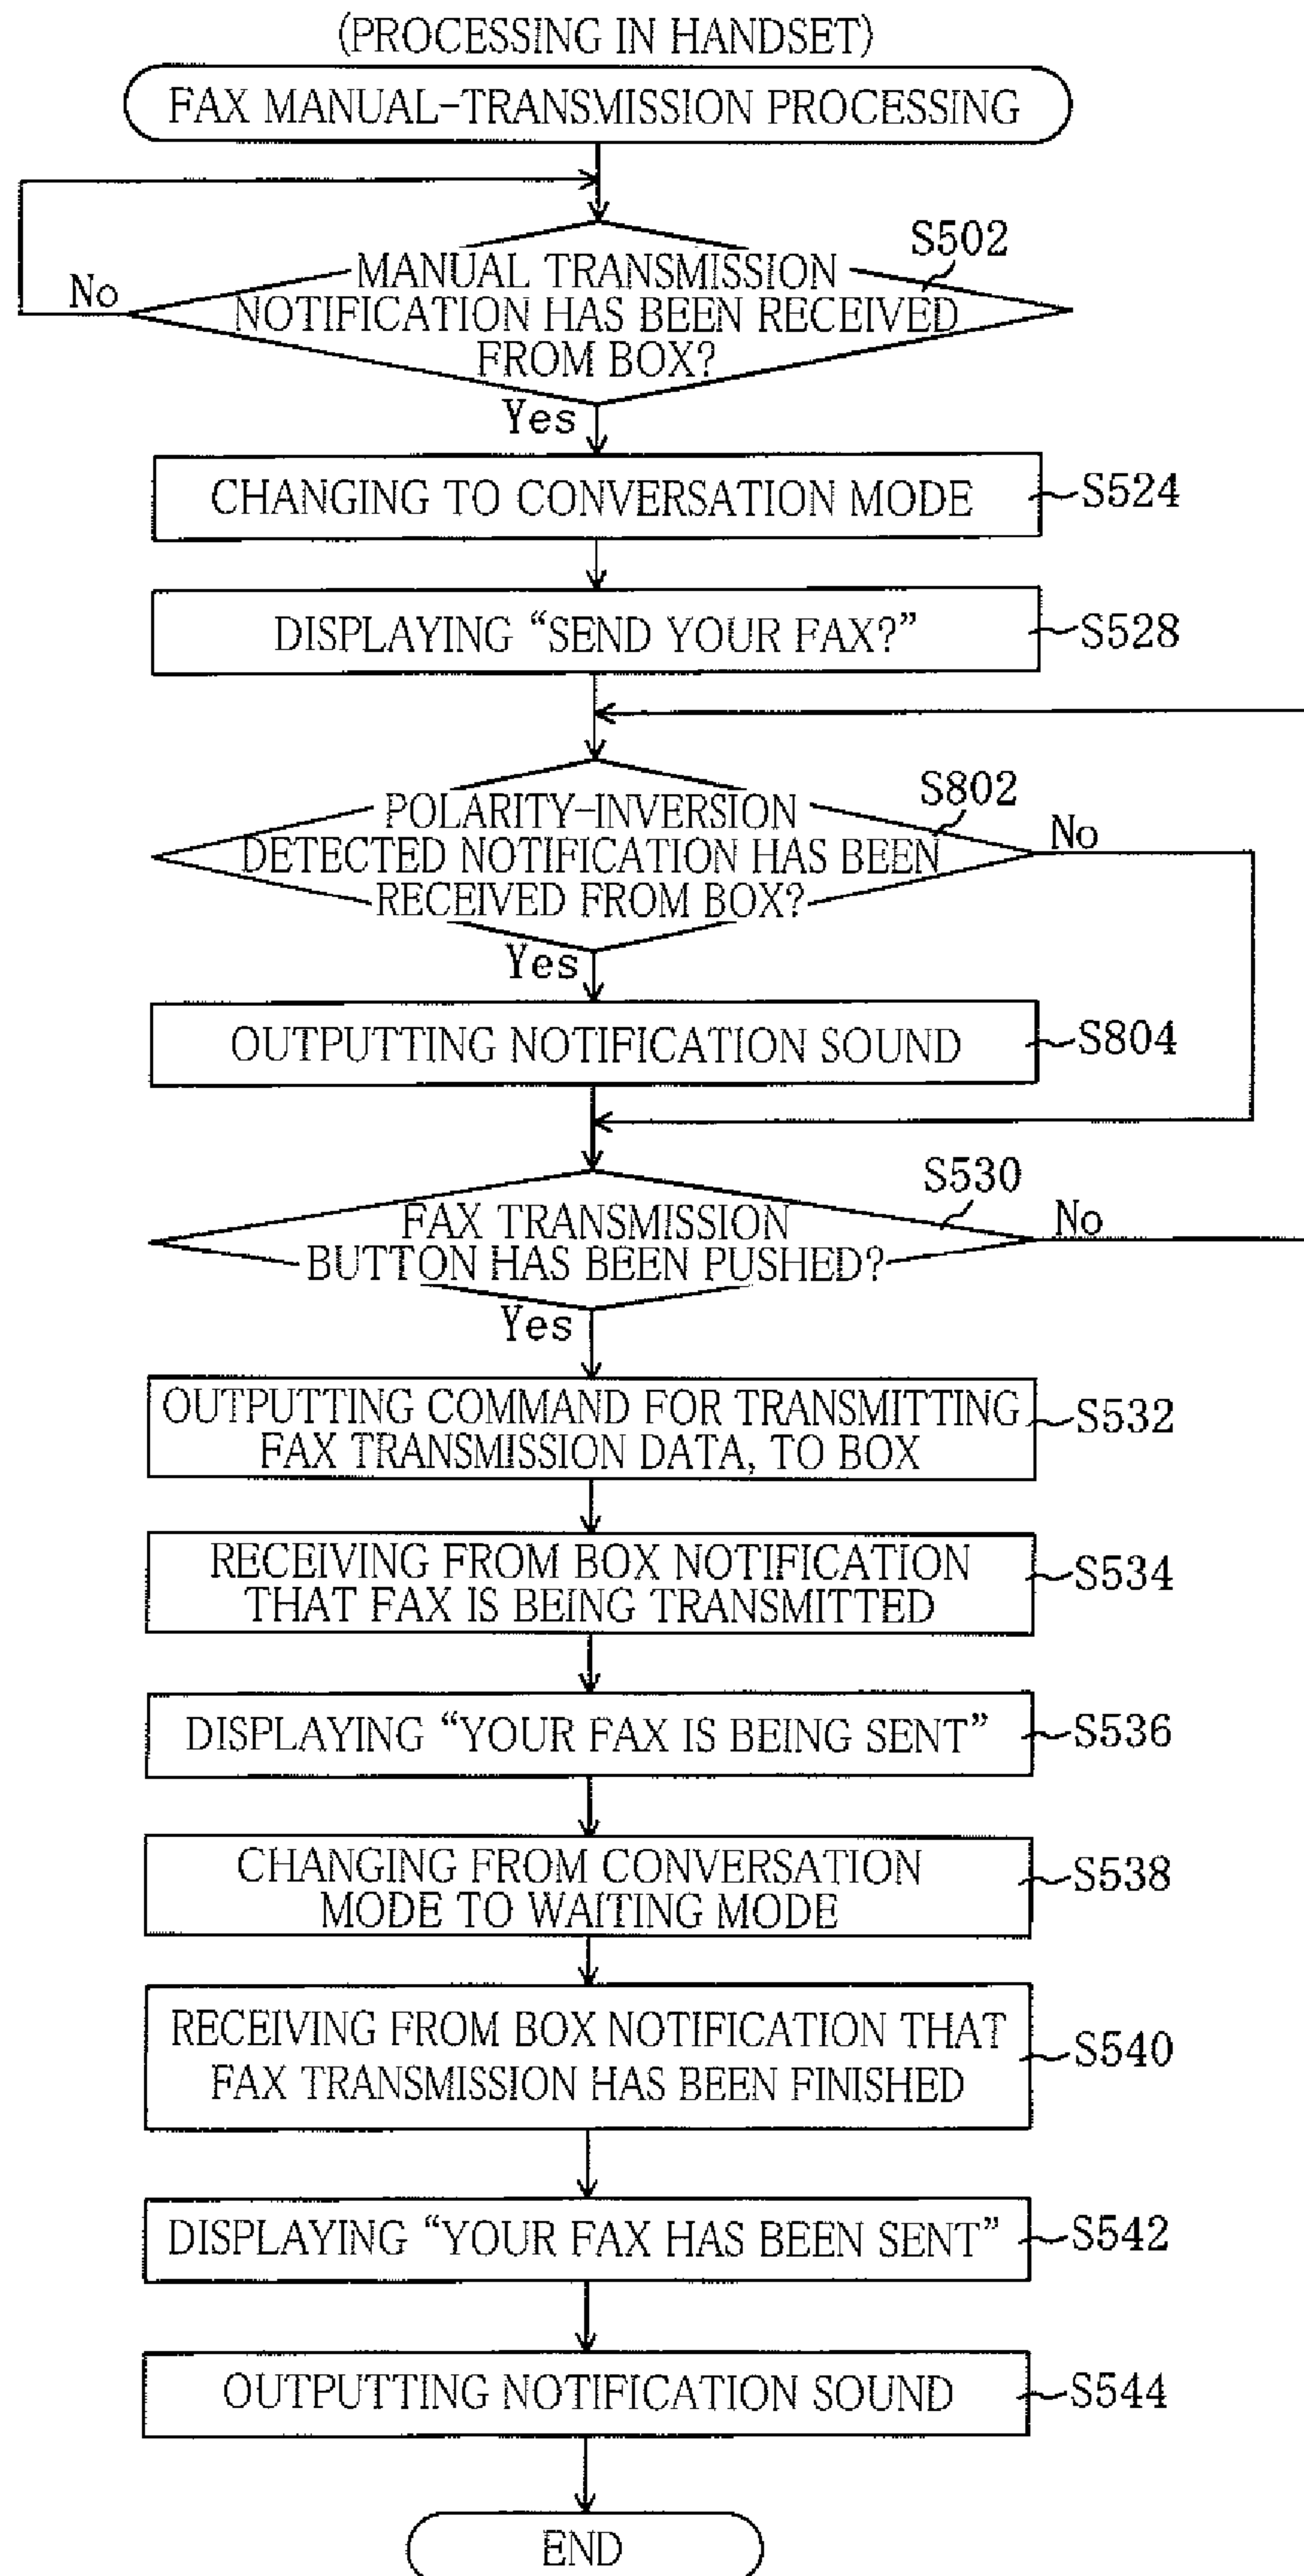 (PROCESSING IN HANDSET)
FAX MANUAL-TRANSMISSION PROCESSING
S502
MANUAL TRANSMISSION
No
NOTIFICATION HAS BEEN RECEIVED
FROM BOX?
Yes
CHANGING TO CONVERSATION MODE
S524
DISPLAYING “SEND YOUR FAX?”
S528
S802
POLARITY-INVERSION
No
DETECTED NOTIFICATION HAS BEEN
RECEIVED FROM BOX?
Yes
OUTPUTTING NOTIFICATION SOUND
S804
S530
FAX TRANSMISSION
No
BUTTON HAS BEEN PUSHED?
Yes
OUTPUTTING COMMAND FOR TRANSMITTING
FAX TRANSMISSION DATA, TO BOX
S532
RECEIVING FROM BOX NOTIFICATION
THAT FAX IS BEING TRANSMITTED
S534
DISPLAYING “YOUR FAX IS BEING SENT”
S536
CHANGING FROM CONVERSATION
MODE TO WAITING MODE
S538
RECEIVING FROM BOX NOTIFICATION THAT
FAX TRANSMISSION HAS BEEN FINISHED
S540
DISPLAYING “YOUR FAX HAS BEEN SENT”
S542
OUTPUTTING NOTIFICATION SOUND
S544
END